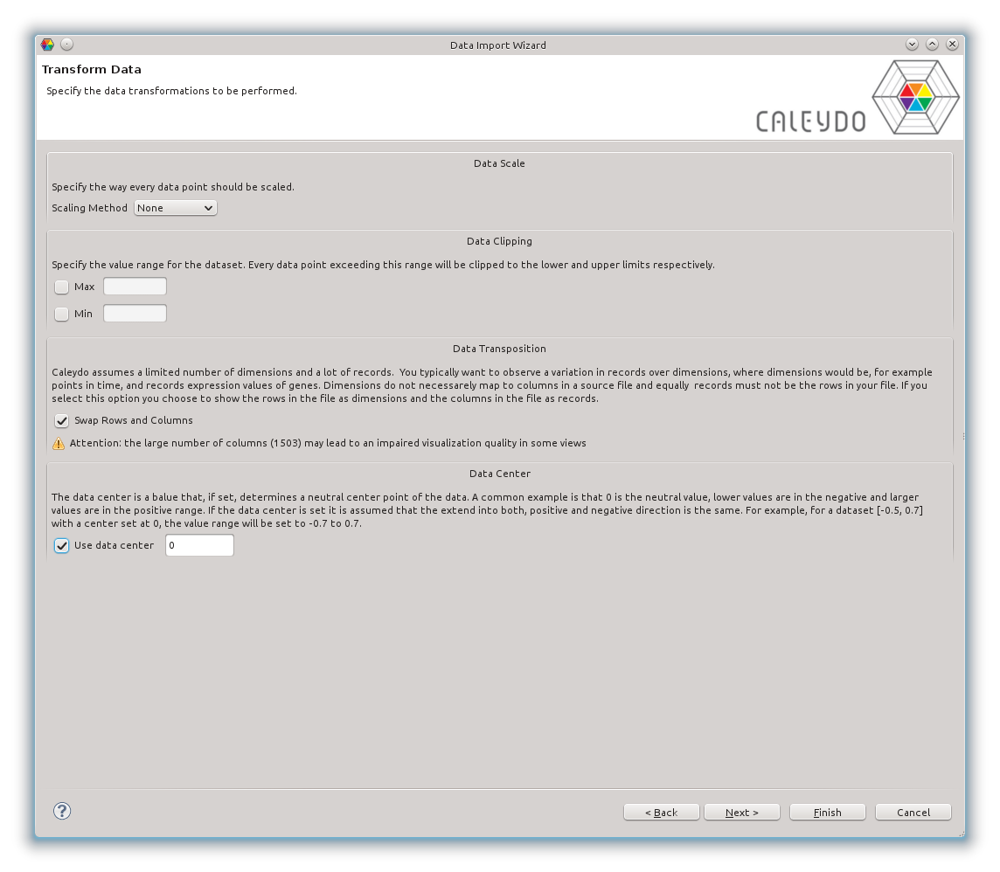 Data Import Wizard
Transform Data
Specify the data transformations to be performed.
CALEYDO
Data Scale
Specify the way every data point should be scaled.
Scaling Method None
Data Clipping
Specify the value range for the dataset. Every data point exceeding this range will be clipped to the lower and upper limits respectively.
Max
Min
Data Transposition
Caleydo assumes a limited number of dimensions and a lot of records.  You typically want to observe a variation in records over dimensions, where dimensions would be, for example
points in time, and records expression values of genes. Dimensions do not necessarely map to columns in a source file and equally  records must not be the rows in your file. If you
select this option you choose to show the rows in the file as dimensions and the columns in the file as records.
Swap Rows and Columns
Attention: the large number of columns (1503) may lead to an impaired visualization quality in some views
Data Center
The data center is a balue that, if set, determines a neutral center point of the data. A common example is that 0 is the neutral value, lower values are in the negative and larger
values are in the positive range. If the data center is set it is assumed that the extend into both, positive and negative direction is the same. For example, for a dataset [-0.5, 0.7]
with a center set at 0, the value range will be set to -0.7 to 0.7.
Use data center 0
? < Back Next > Finish Cancel